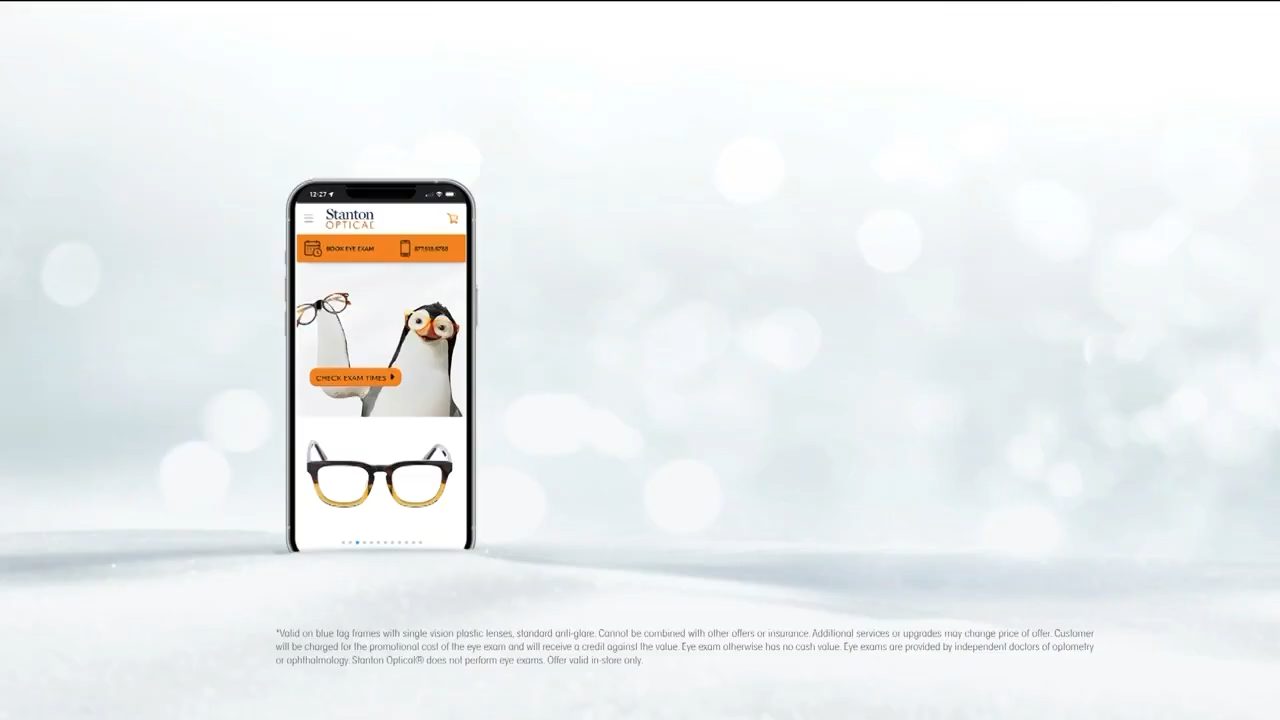 12:27
Stanton
OPTICAL
BOOK EYE EXAM
CHECK EXAM TIMES
*Valid on blue tag frames with single vision plastic lenses, standard anti-glare. Cannot be combined with other offers or insurance. Additional services or upgrades may change price of offer. Customer
will be charged for the promotional cost of the eye exam and will receive a credit against the value. Eye exam otherwise has no cash value. Eye exams are provided by independent doctors of optometry
or ophthalmology. Stanton Optical® does not perform eye exams. Offer valid in-store only.